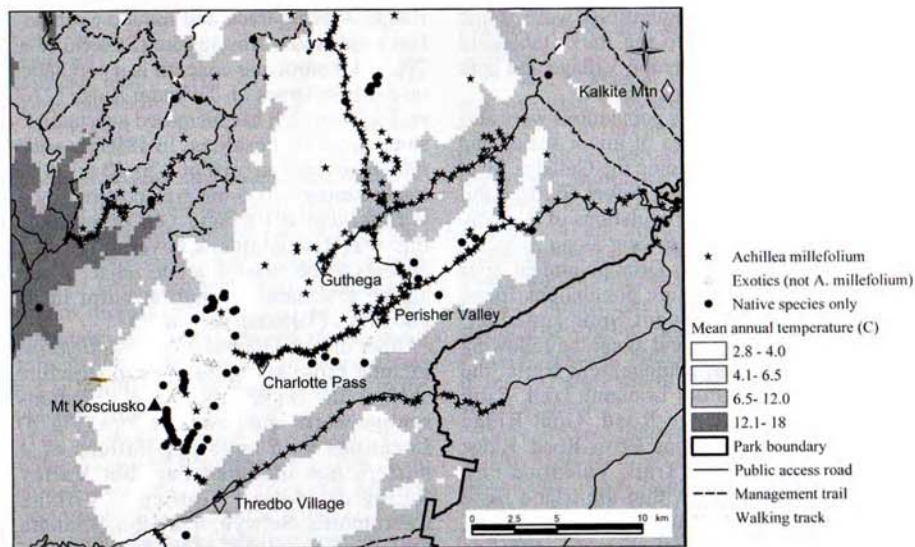 N
Kalkite Mtn
Guthega
Perisher Valley
Charlotte Pass
Mt Kosciusko
Thredbo Village
0 2.5 5 10
km
Achillea millefolium
Exotics (not A. millefolium)
Native species only
Mean annual temperature (C)
2.8 - 4.0
4.1- 6.5
6.5- 12.0
12.1- 18
Park boundary
Public access road
Management trail
Walking track